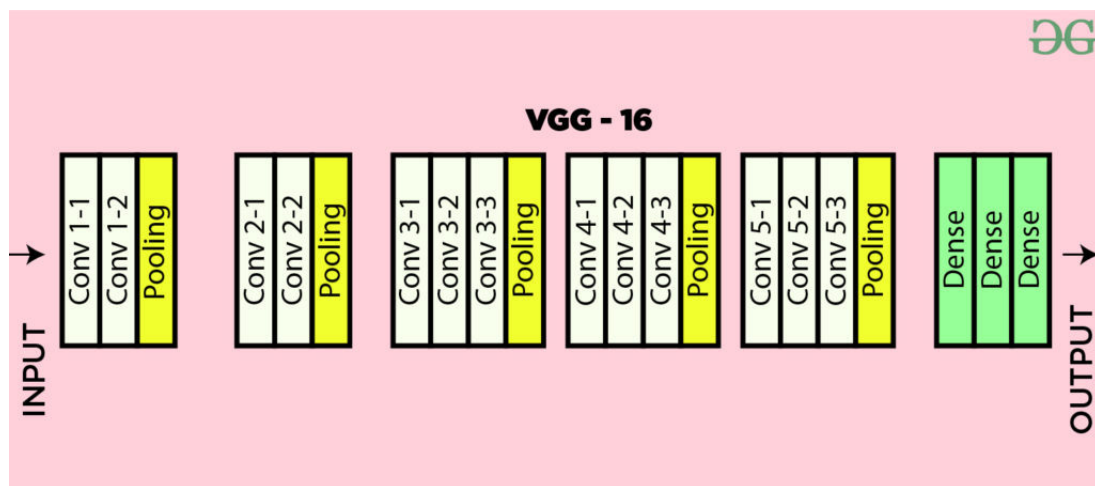 VGG - 16
INPUT
Conv 1-1
Conv 1-2
Pooling
Conv 2-1
Conv 2-2
Pooling
Conv 3-1
Conv 3-2
Conv 3-3
Pooling
Conv 4-1
Conv 4-2
Conv 4-3
Pooling
Conv 5-1
Conv 5-2
Conv 5-3
Pooling
Dense
Dense
Dense
OUTPUT